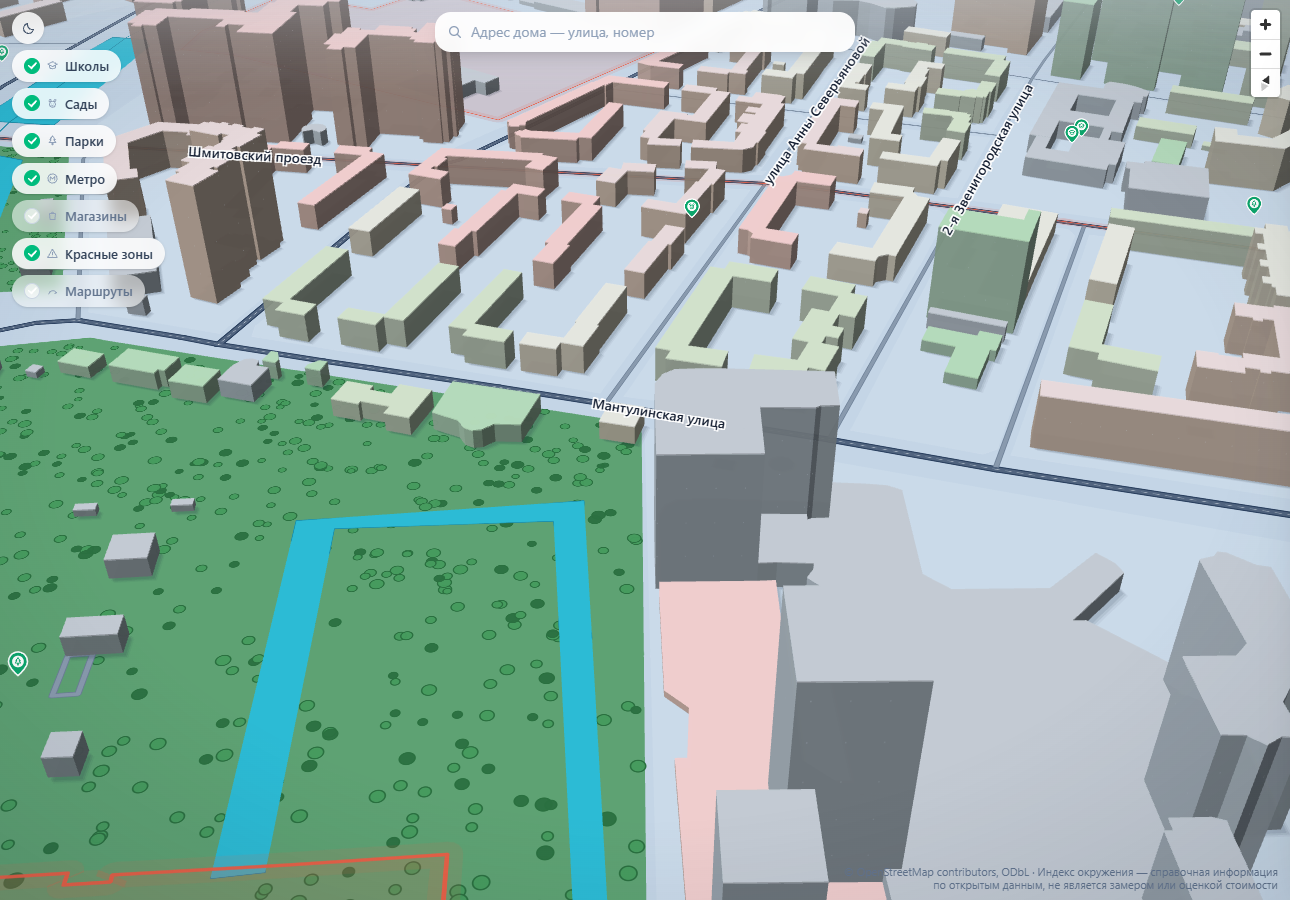 Адрес дома — улица, номер
Школы
Сады
Парки
Метро
Магазины
Красные зоны
Маршруты
Шмитовский проезд
улица Анны Северьяновой
2-я Звенигородская улица
Мантулинская улица
StreetMap contributors, ODbL · Индекс окружения — справочная информация
по открытым данным, не является замером или оценкой стоимости